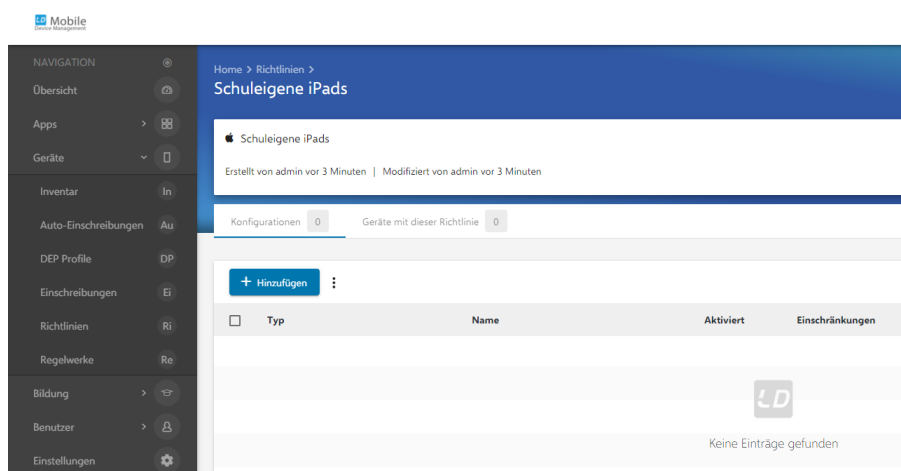 LD Mobile
Device Management
NAVIGATION
Übersicht
Apps
Geräte
Inventar In
Auto-Einschreibungen Au
DEP Profile DP
Einschreibungen Ei
Richtlinien Ri
Regelwerke Re
Bildung
Benutzer
Einstellungen
Home > Richtlinien >
Schuleigene iPads
Schuleigene iPads
Erstellt von admin vor 3 Minuten | Modifiziert von admin vor 3 Minuten
Konfigurationen 0 Geräte mit dieser Richtlinie 0
+ Hinzufügen
Typ Name Aktiviert Einschränkungen
LD
Keine Einträge gefunden